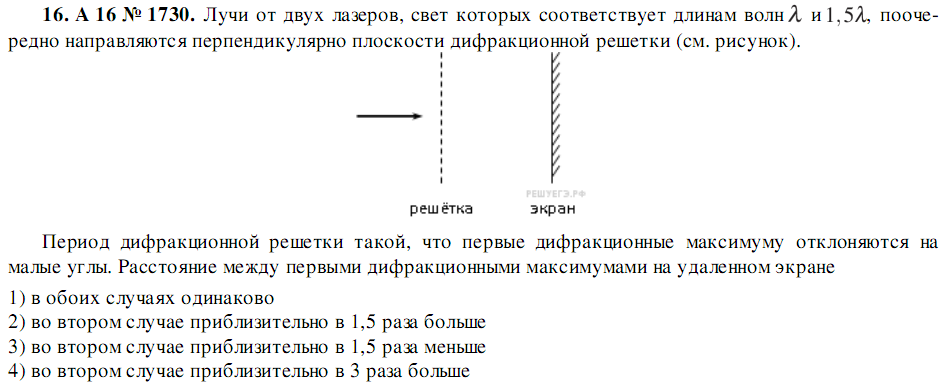 16. А 16 № 1730. Лучи от двух лазеров, свет которых соответствует длинам волн λ и 1,5λ, пооче-
редно направляются перпендикулярно плоскости дифракционной решетки (см. рисунок).
РЕШУЕГЭ.РФ
решётка экран
Период дифракционной решетки такой, что первые дифракционные максимуму отклоняются на
малые углы. Расстояние между первыми дифракционными максимумами на удаленном экране
1) в обоих случаях одинаково
2) во втором случае приблизительно в 1,5 раза больше
3) во втором случае приблизительно в 1,5 раза меньше
4) во втором случае приблизительно в 3 раза больше